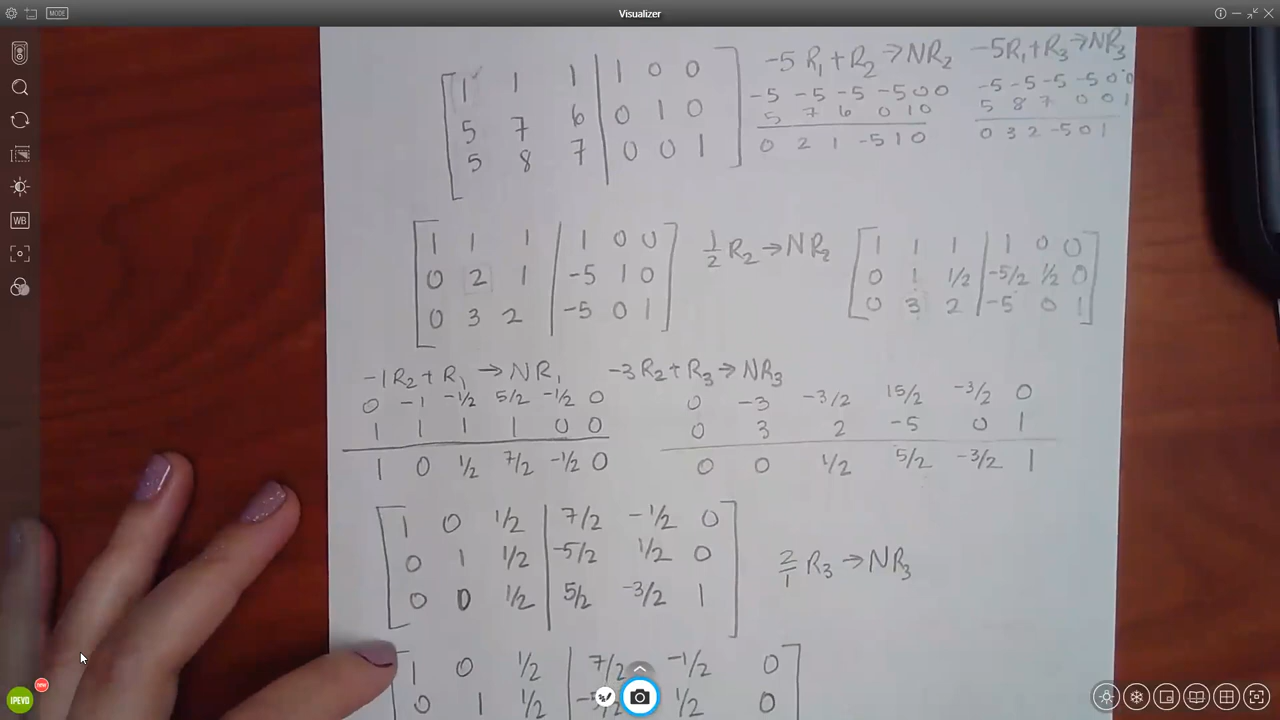 MODE
Visualizer
-5R₁+R₂→NR₂ -5R₁+R₃→NR₃
1 1 1 | 1 0 0 -5 -5 -5 -5 0 0 -5 -5 -5 -5 0 0
5 7 6 | 0 1 0 5 7 6 0 1 0 5 8 7 0 0 1
5 8 7 | 0 0 1 0 2 1 -5 1 0 0 3 2 -5 0 1
1 1 1 | 1 0 0 1/2 R₂→NR₂ 1 1 1 | 1 0 0
0 2 1 | -5 1 0 0 1 1/2 | -5/2 1/2 0
0 3 2 | -5 0 1 0 3 2 | -5 0 1
-1R₂+R₁→NR₁ -3R₂+R₃→NR₃
0 -1 -1/2 5/2 -1/2 0 0 -3 -3/2 15/2 -3/2 0
1 1 1 1 0 0 0 3 2 -5 0 1
1 0 1/2 7/2 -1/2 0 0 0 1/2 5/2 -3/2 1
1 0 1/2 | 7/2 -1/2 0
0 1 1/2 | -5/2 1/2 0 2/1 R₃→NR₃
0 0 1/2 | 5/2 -3/2 1
1 0 1/2 | 7/2 -1/2 0
0 1 1/2 | 1/2 0
WB
IPEVO